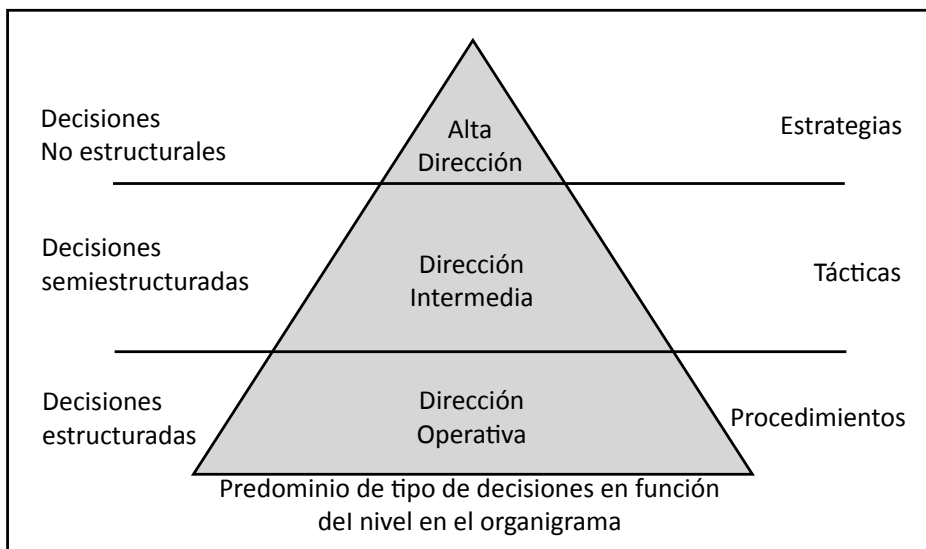 Decisiones
No estructurales
Alta
Dirección
Estrategias
Decisiones
semiestructuradas
Dirección
Intermedia
Tácticas
Decisiones
estructuradas
Dirección
Operativa
Procedimientos
Predominio de tipo de decisiones en función
del nivel en el organigrama